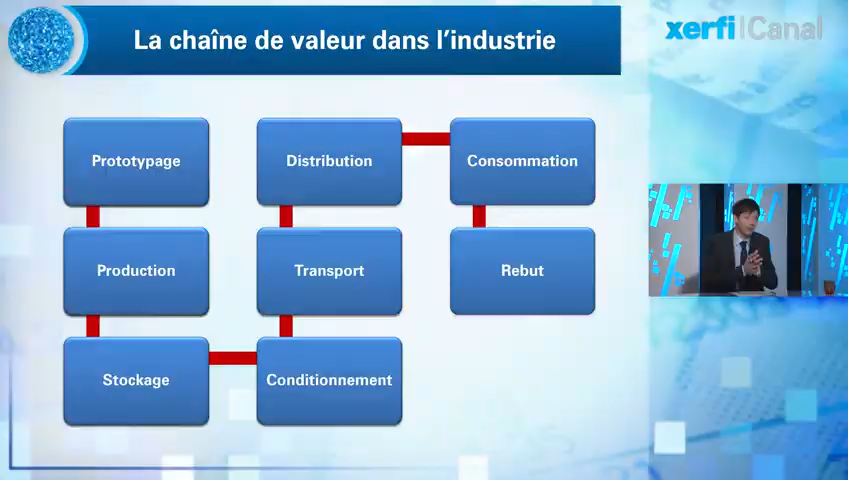 La chaîne de valeur dans l'industrie
xerfi|Canal
Prototypage
Production
Stockage
Conditionnement
Transport
Distribution
Consommation
Rebut